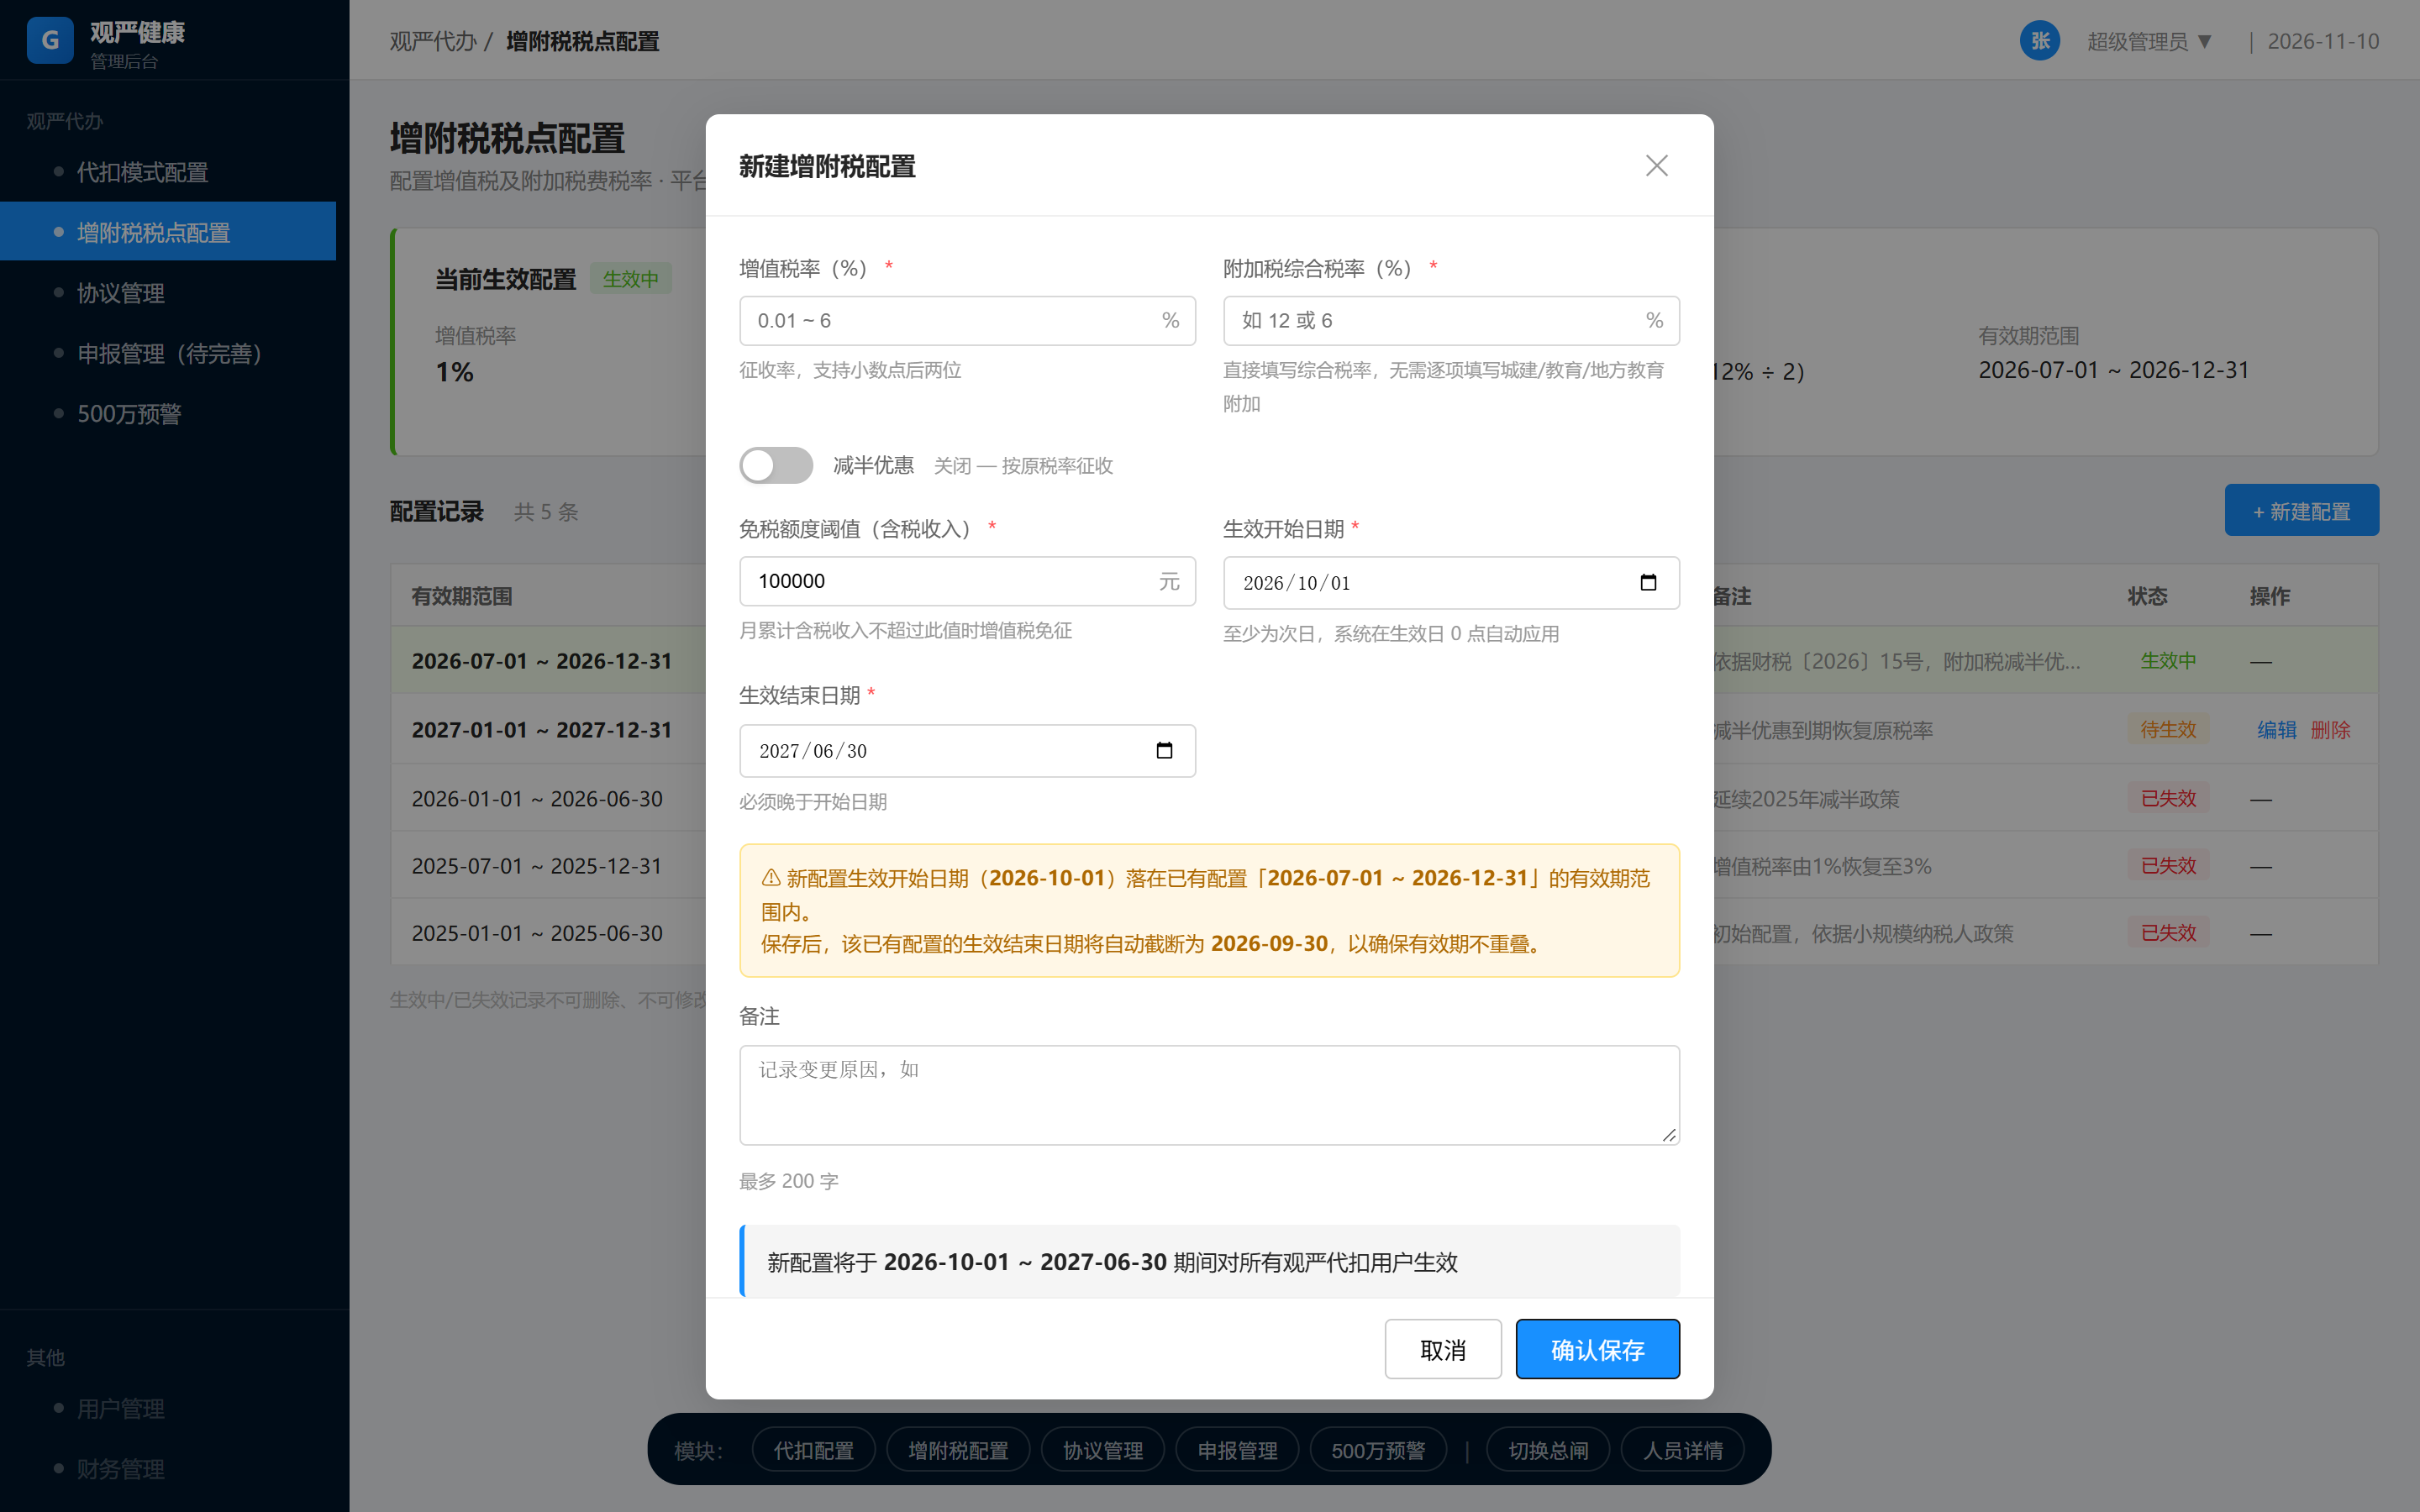 G 观严健康
管理后台
观严代办 / 增附税税点配置
张 超级管理员 ▼ | 2026-11-10
观严代办
代扣模式配置
增附税税点配置
协议管理
申报管理（待完善）
500万预警
其他
用户管理
财务管理
增附税税点配置
配置增值税及附加税费税率 · 平台
当前生效配置 生效中
增值税率
1%
12% ÷ 2)
有效期范围
2026-07-01 ~ 2026-12-31
配置记录 共 5 条
+ 新建配置
有效期范围 备注 状态 操作
2026-07-01 ~ 2026-12-31 依据财税〔2026〕15号，附加税减半优... 生效中 —
2027-01-01 ~ 2027-12-31 减半优惠到期恢复原税率 待生效 编辑 删除
2026-01-01 ~ 2026-06-30 延续2025年减半政策 已失效 —
2025-07-01 ~ 2025-12-31 增值税率由1%恢复至3% 已失效 —
2025-01-01 ~ 2025-06-30 初始配置，依据小规模纳税人政策 已失效 —
生效中/已失效记录不可删除、不可修改
新建增附税配置
增值税率（%） *
0.01 ~ 6 %
征收率，支持小数点后两位
附加税综合税率（%） *
如 12 或 6 %
直接填写综合税率，无需逐项填写城建/教育/地方教育
附加
减半优惠 关闭 — 按原税率征收
免税额度阈值（含税收入） *
100000 元
月累计含税收入不超过此值时增值税免征
生效开始日期 *
2026/10/01
至少为次日，系统在生效日 0 点自动应用
生效结束日期 *
2027/06/30
必须晚于开始日期
⚠ 新配置生效开始日期（2026-10-01）落在已有配置「2026-07-01 ~ 2026-12-31」的有效期范
围内。
保存后，该已有配置的生效结束日期将自动截断为 2026-09-30，以确保有效期不重叠。
备注
记录变更原因，如
最多 200 字
新配置将于 2026-10-01 ~ 2027-06-30 期间对所有观严代扣用户生效
取消 确认保存
模块： 代扣配置 增附税配置 协议管理 申报管理 500万预警 | 切换总闸 人员详情